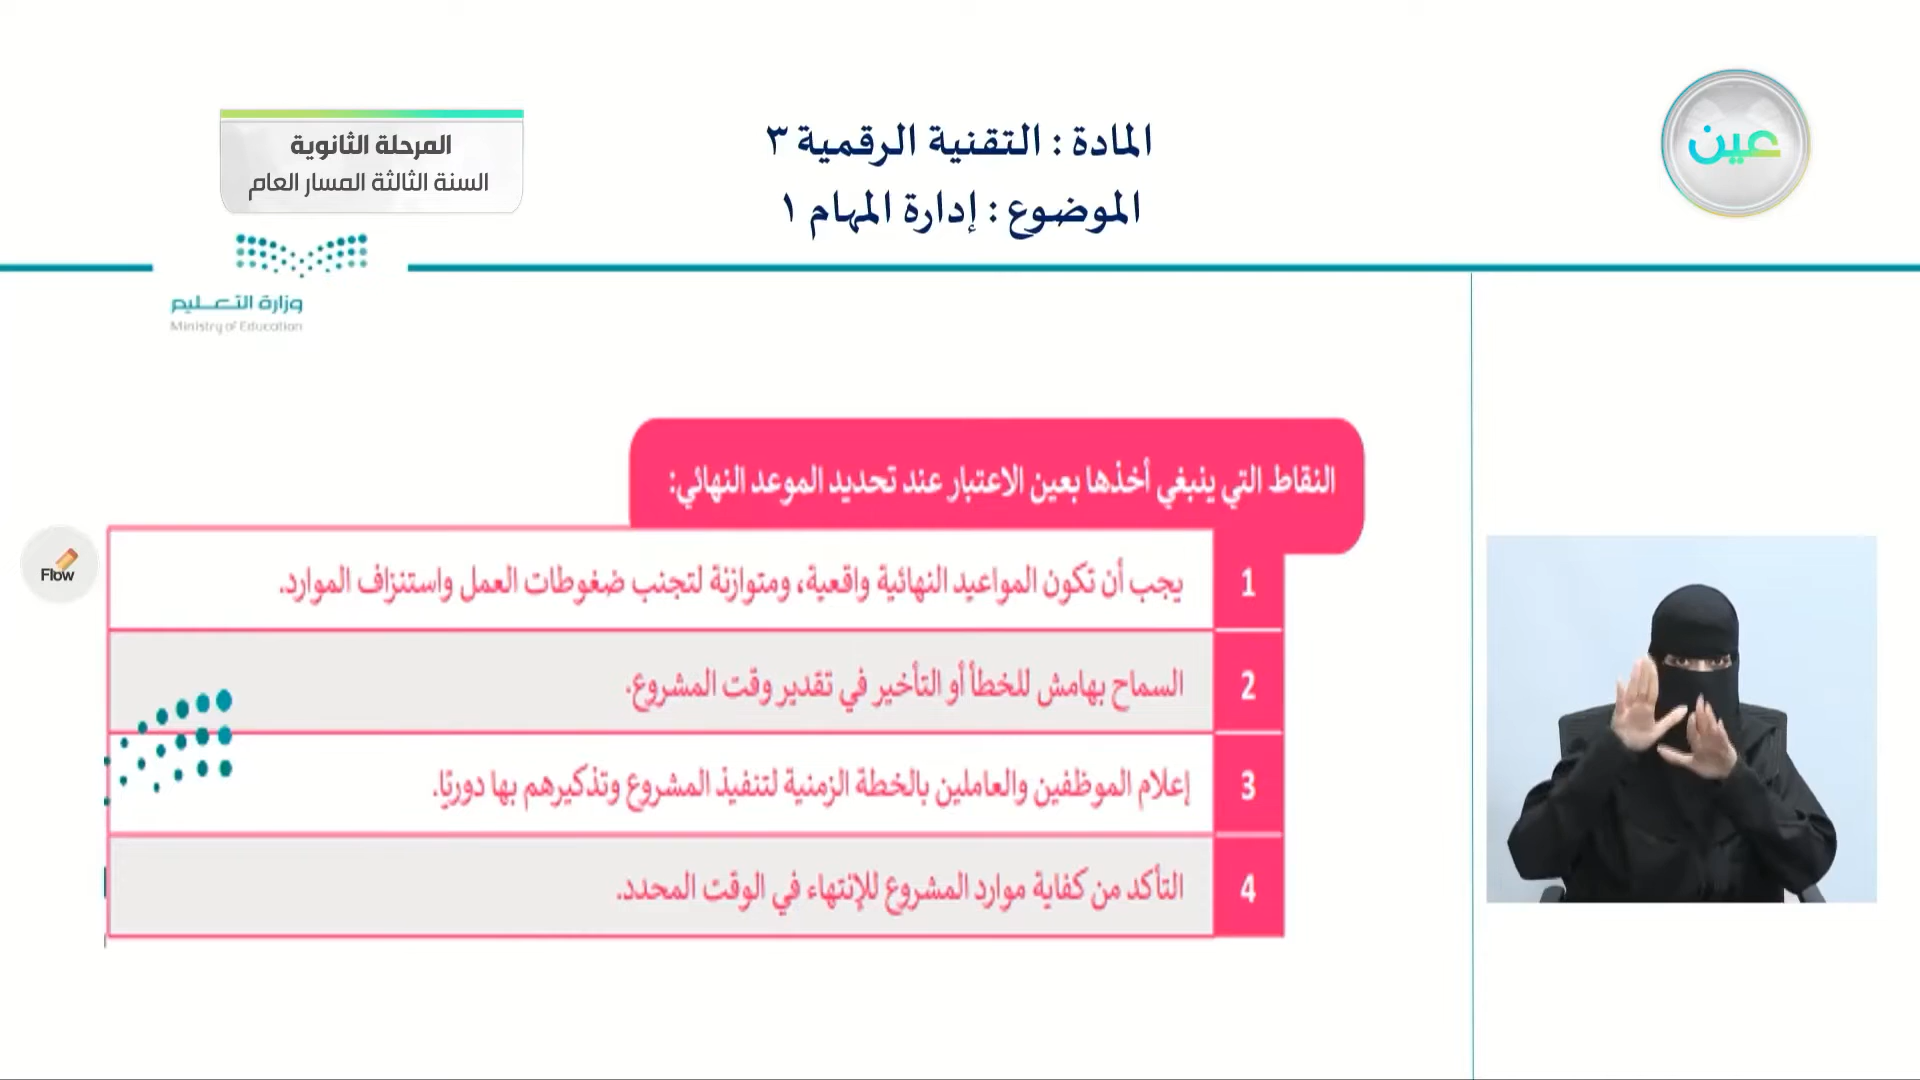 عين
المادة : التقنية الرقمية ٣
الموضوع : إدارة المهام ١
المرحلة الثانوية
السنة الثالثة المسار العام
وزارة التعـــليم
Ministry of Education
النقاط التي ينبغي أخذها بعين الاعتبار عند تحديد الموعد النهائي:
1 يجب أن تكون المواعيد النهائية واقعية، ومتوازنة لتجنب ضغوطات العمل واستنزاف الموارد.
2 السماح بهامش للخطأ أو التأخير في تقدير وقت المشروع.
3 إعلام الموظفين والعاملين بالخطة الزمنية لتنفيذ المشروع وتذكيرهم بها دوريًا.
4 التأكد من كفاية موارد المشروع للإنتهاء في الوقت المحدد.
Flow